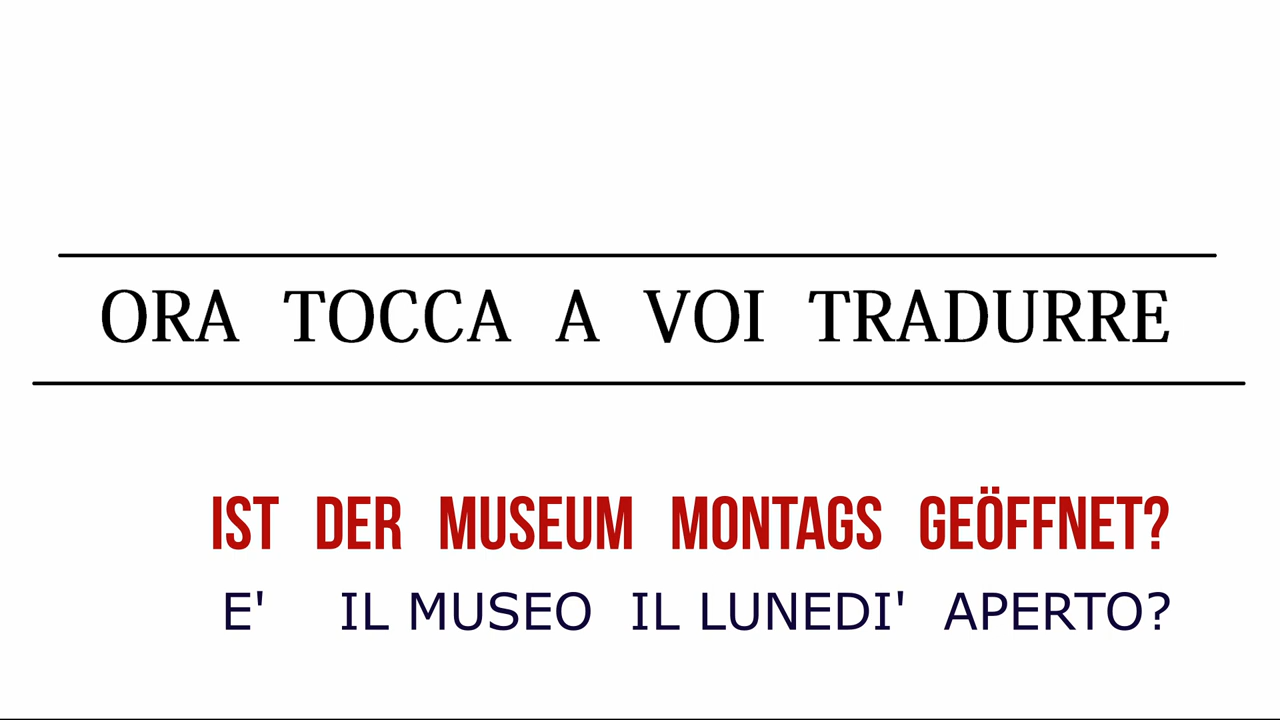 ORA TOCCA A VOI TRADURRE
IST DER MUSEUM MONTAGS GEÖFFNET?
E' IL MUSEO IL LUNEDI' APERTO?